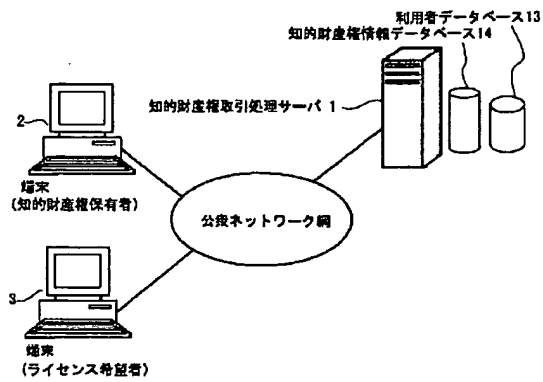 利用者データベース13
知的財産権情報データベース14
知的財産権取引処理サーバ 1
2
端末
(知的財産権保有者)
公衆ネットワーク網
3
端末
(ライセンス希望者)